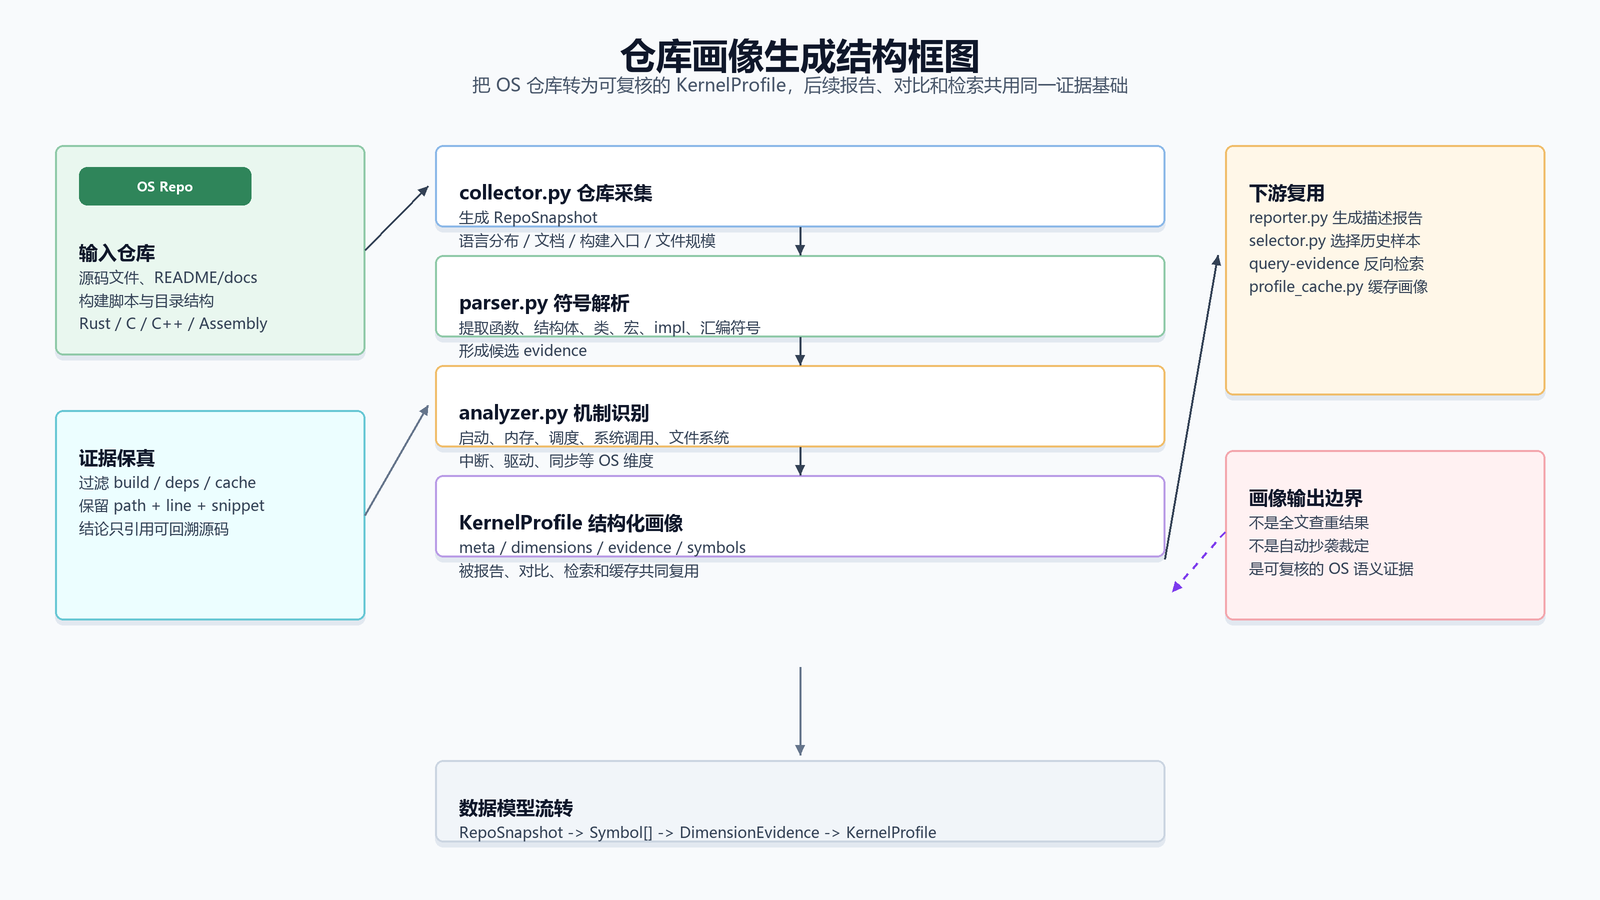 仓库画像生成结构框图
把 OS 仓库转为可复核的 KernelProfile，后续报告、对比和检索共用同一证据基础
OS Repo
输入仓库
源码文件、README/docs
构建脚本与目录结构
Rust / C / C++ / Assembly
证据保真
过滤 build / deps / cache
保留 path + line + snippet
结论只引用可回溯源码
collector.py 仓库采集
生成 RepoSnapshot
语言分布 / 文档 / 构建入口 / 文件规模
parser.py 符号解析
提取函数、结构体、类、宏、impl、汇编符号
形成候选 evidence
analyzer.py 机制识别
启动、内存、调度、系统调用、文件系统
中断、驱动、同步等 OS 维度
KernelProfile 结构化画像
meta / dimensions / evidence / symbols
被报告、对比、检索和缓存共同复用
下游复用
reporter.py 生成描述报告
selector.py 选择历史样本
query-evidence 反向检索
profile_cache.py 缓存画像
画像输出边界
不是全文查重结果
不是自动抄袭裁定
是可复核的 OS 语义证据
数据模型流转
RepoSnapshot -> Symbol[] -> DimensionEvidence -> KernelProfile